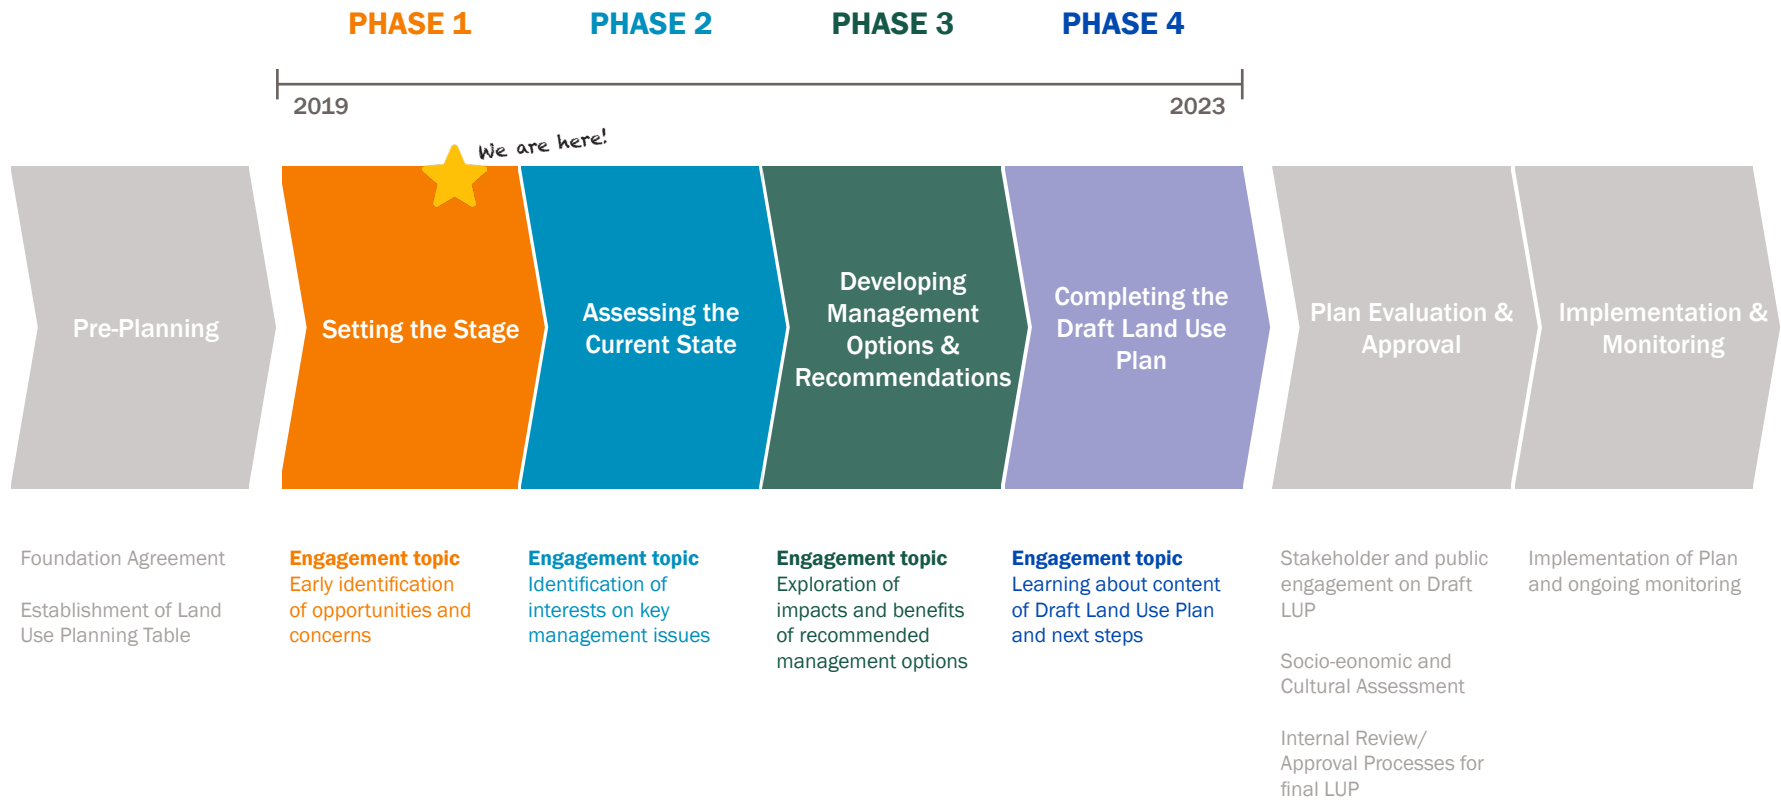 PHASE 1
PHASE 2
PHASE 3
PHASE 4
2019
2023
We are here!
Pre-Planning
Setting the Stage
Assessing the
Current State
Developing
Management
Options &
Recommendations
Completing the
Draft Land Use
Plan
Plan Evaluation &
Approval
Implementation &
Monitoring
Foundation Agreement
Establishment of Land
Use Planning Table
Engagement topic
Early identification
of opportunities and
concerns
Engagement topic
Identification of
interests on key
management issues
Engagement topic
Exploration of
impacts and benefits
of recommended
management options
Engagement topic
Learning about content
of Draft Land Use Plan
and next steps
Stakeholder and public
engagement on Draft
LUP
Socio-eonomic and
Cultural Assessment
Internal Review/
Approval Processes for
final LUP
Implementation of Plan
and ongoing monitoring